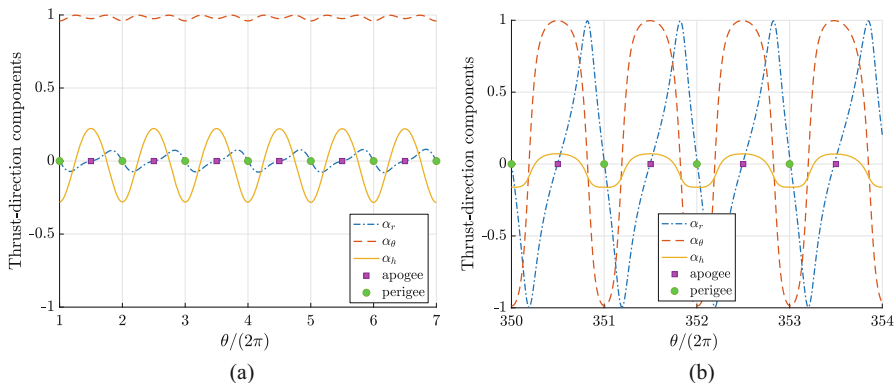 Thrust-direction components
1
0.5
0
-0.5
-1
1 2 3 4 5 6 7
θ/(2π)
α_r
α_θ
α_h
apogee
perigee
(a)
Thrust-direction components
1
0.5
0
-0.5
-1
350 351 352 353 354
θ/(2π)
α_r
α_θ
α_h
apogee
perigee
(b)